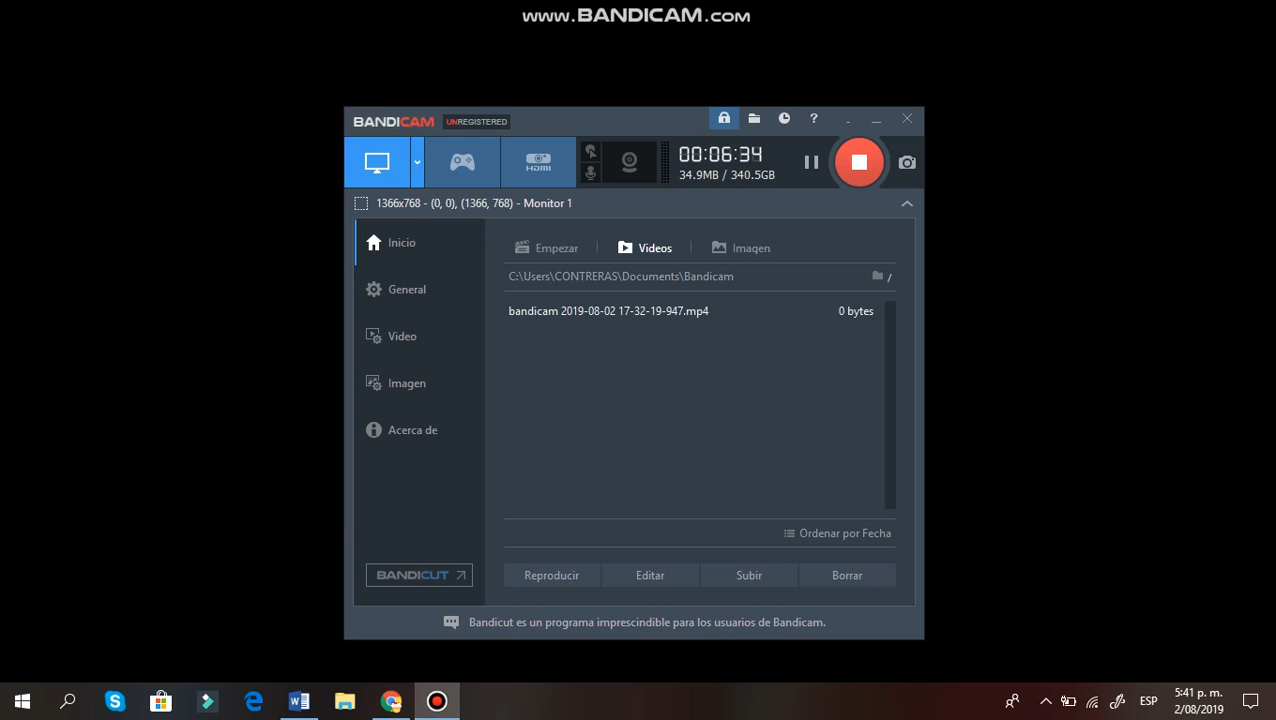 www.BANDICAM.com
BANDICAM UNREGISTERED ?
HDMI 00:06:34
34.9MB / 340.5GB
1366x768 - (0, 0), (1366, 768) - Monitor 1
Inicio
General
Video
Imagen
Acerca de
BANDICUT
Empezar Videos Imagen
C:\Users\CONTRERAS\Documents\Bandicam /
bandicam 2019-08-02 17-32-19-947.mp4 0 bytes
Ordenar por Fecha
Reproducir Editar Subir Borrar
Bandicut es un programa imprescindible para los usuarios de Bandicam.
ESP 5:41 p. m.
2/08/2019